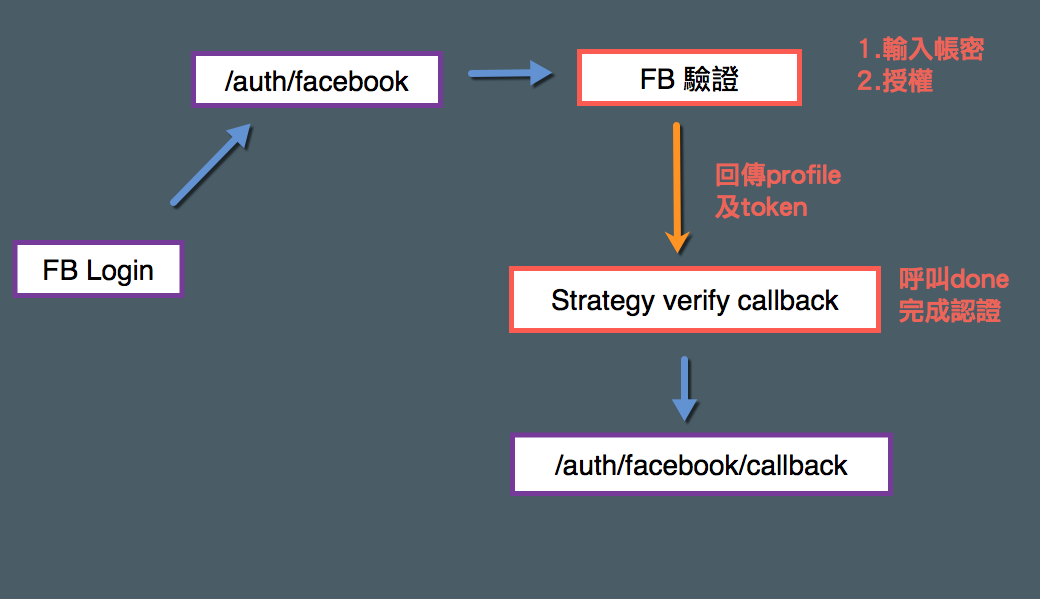 /auth/facebook
FB 驗證
1.輸入帳密
2.授權
回傳profile
及token
FB Login
Strategy verify callback
呼叫done
完成認證
/auth/facebook/callback